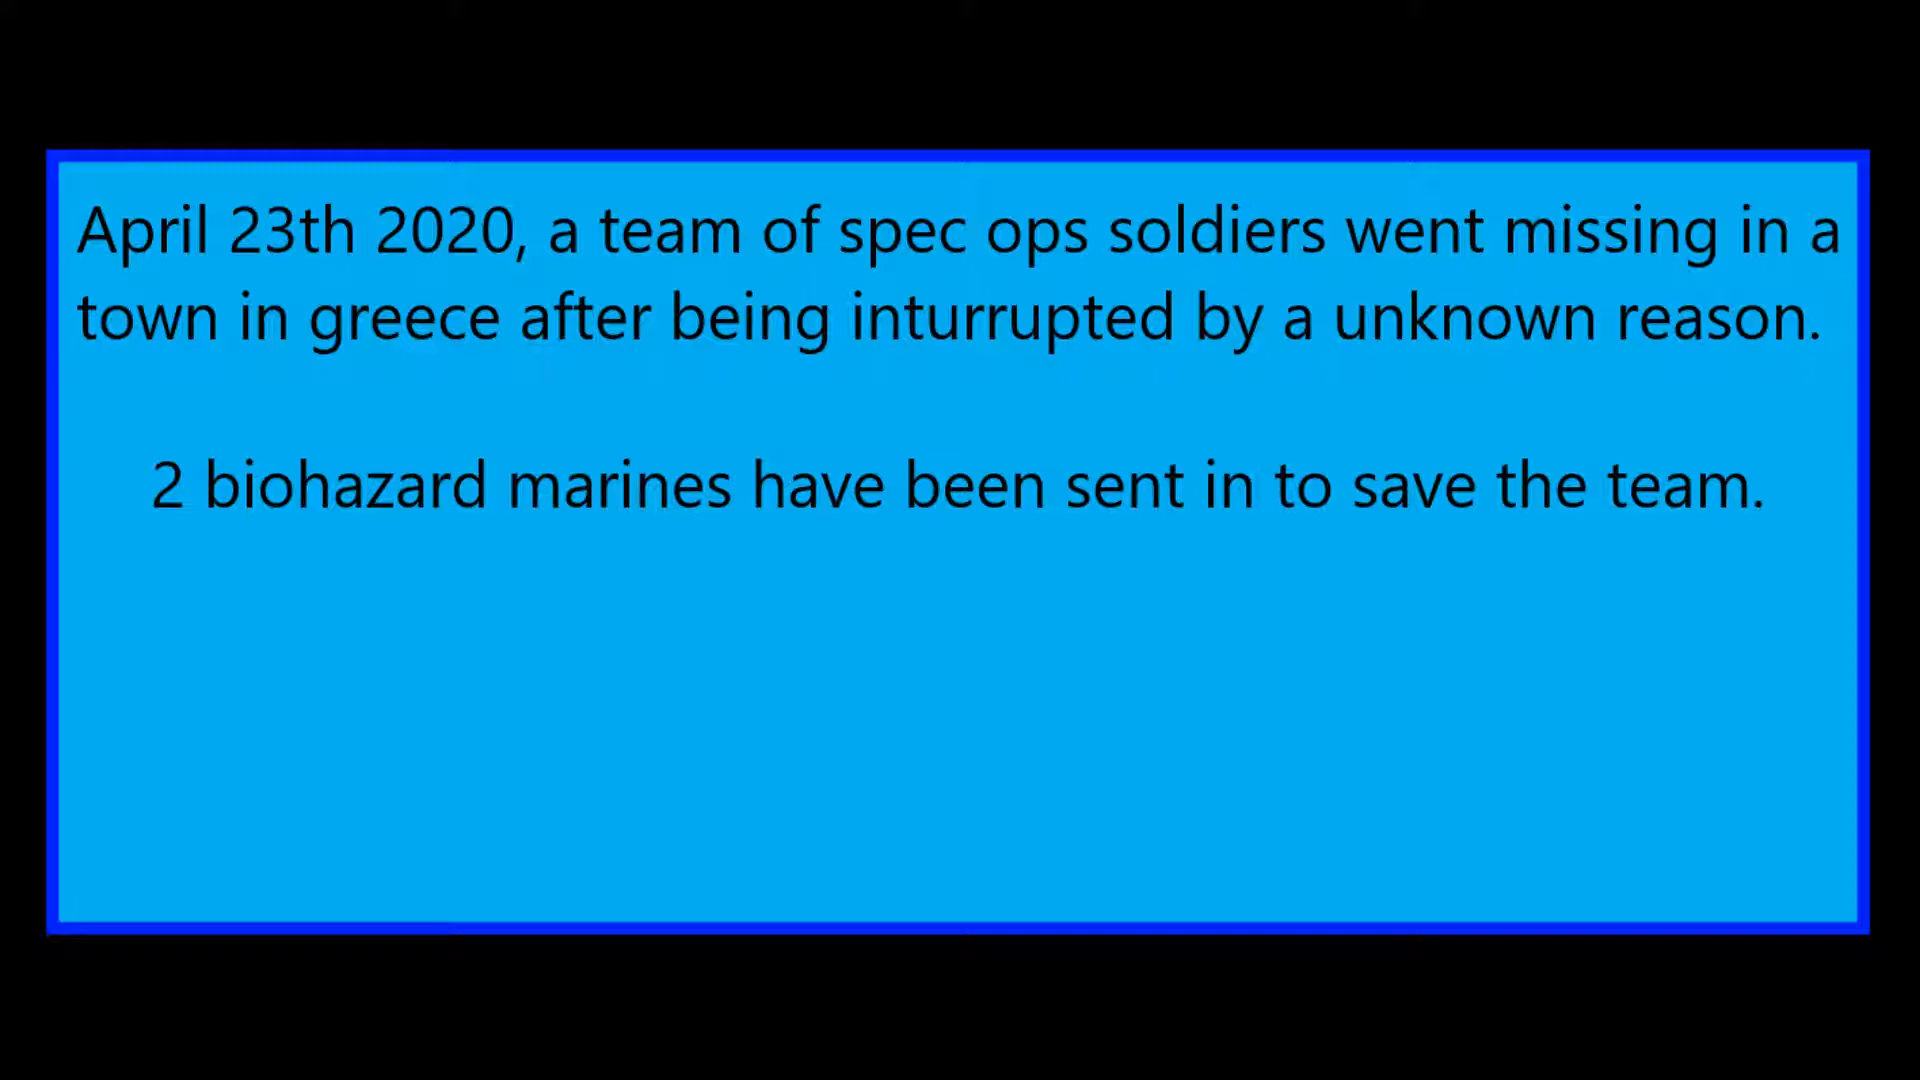 April 23th 2020, a team of spec ops soldiers went missing in a
town in greece after being inturrupted by a unknown reason.
2 biohazard marines have been sent in to save the team.